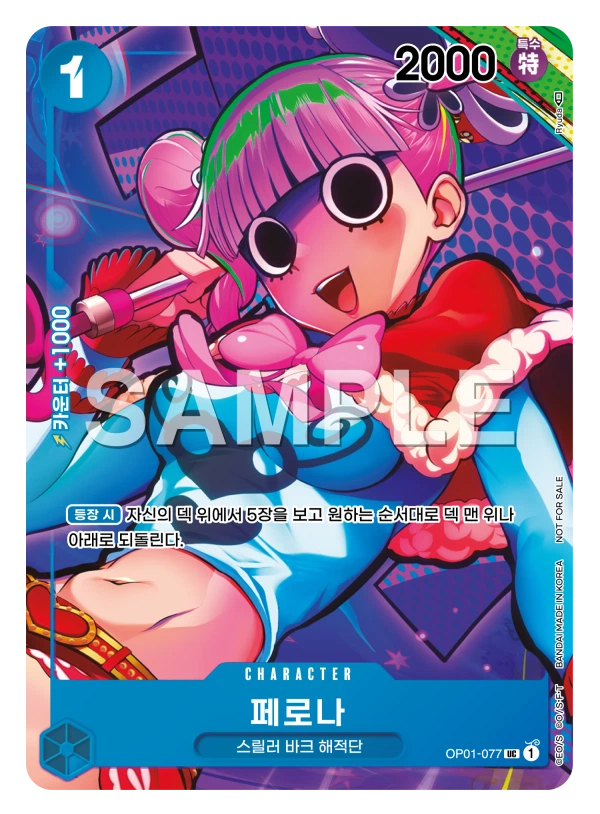 1
2000
특수
特
Ryuda
카운터 +1000
SAMPLE
등장 시 자신의 덱 위에서 5장을 보고 원하는 순서대로 덱 맨 위나
아래로 되돌린다.
NOT FOR SALE
BANDAI MADE IN KOREA
©EO/S ©O/S·F·T
CHARACTER
페로나
스릴러 바크 해적단
OP01-077 UC 1